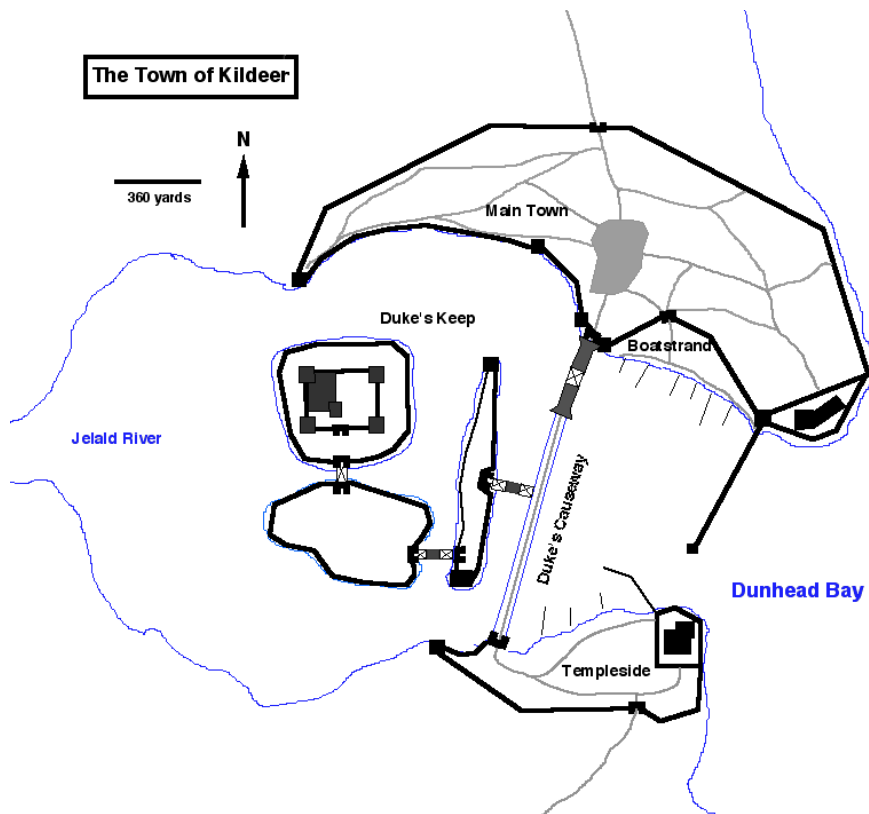 The Town of Kildeer
N
360 yards
Main Town
Duke's Keep
Boatstrand
Jelald River
Duke's Causeway
Dunhead Bay
Templeside